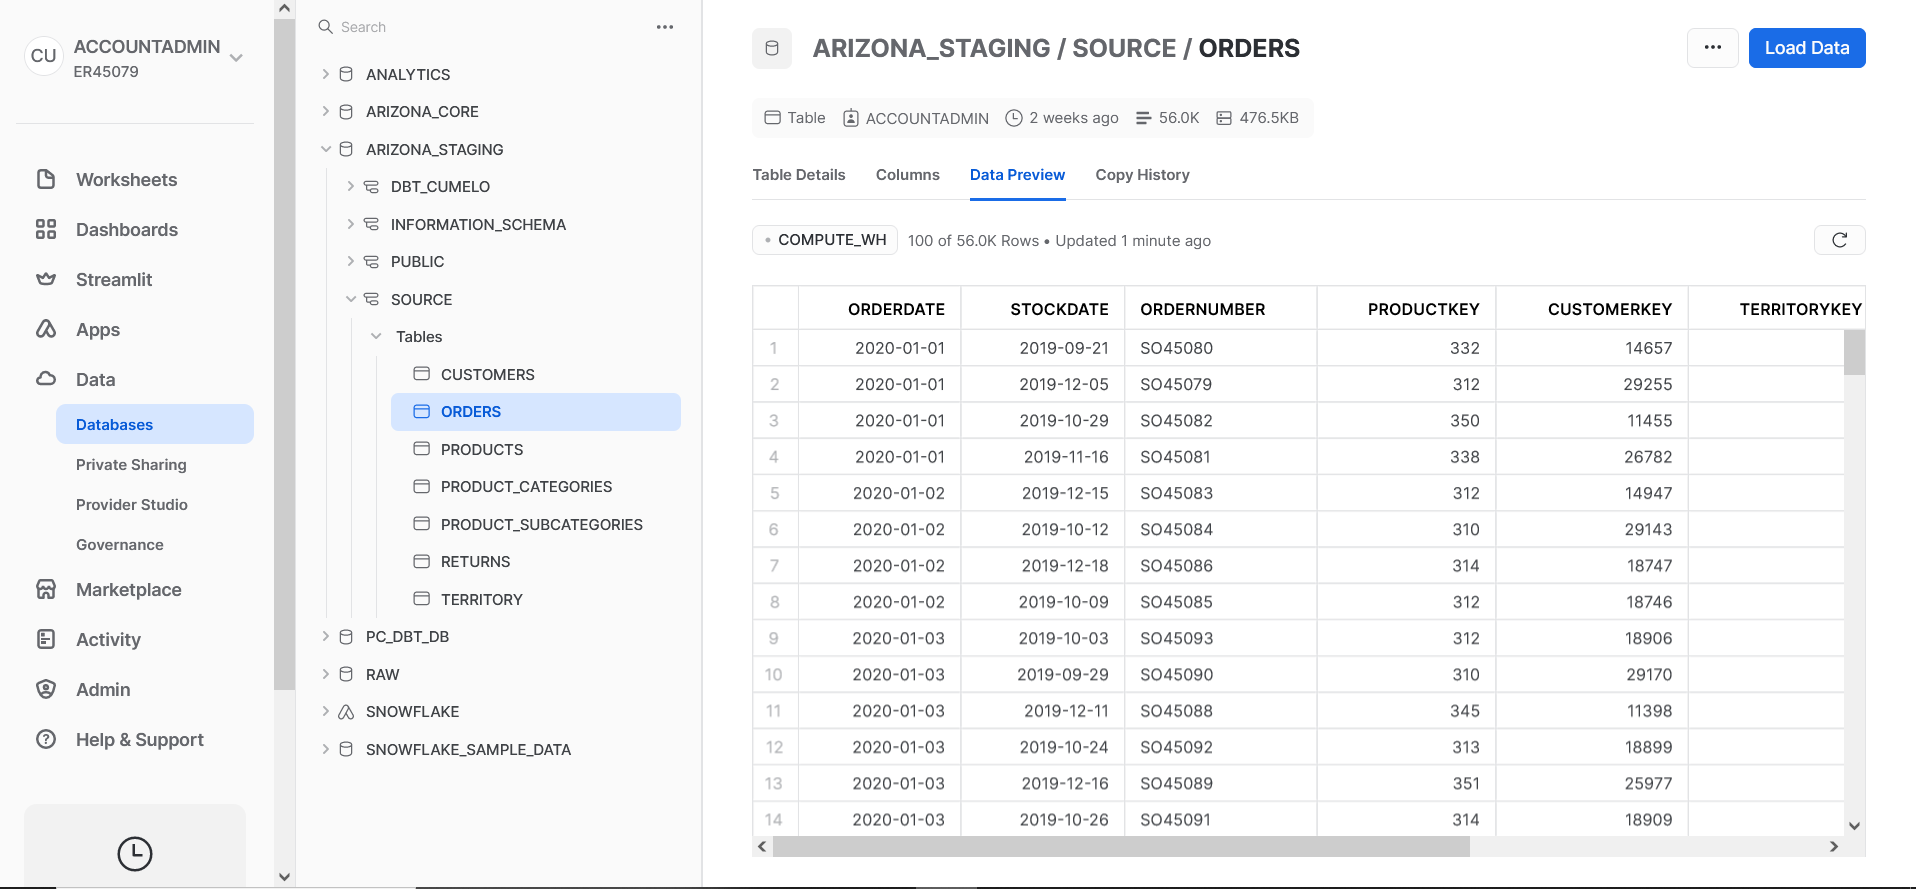 CU
ACCOUNTADMIN
ER45079
Worksheets
Dashboards
Streamlit
Apps
Data
Databases
Private Sharing
Provider Studio
Governance
Marketplace
Activity
Admin
Help & Support
Search
ANALYTICS
ARIZONA_CORE
ARIZONA_STAGING
DBT_CUMELO
INFORMATION_SCHEMA
PUBLIC
SOURCE
Tables
CUSTOMERS
ORDERS
PRODUCTS
PRODUCT_CATEGORIES
PRODUCT_SUBCATEGORIES
RETURNS
TERRITORY
PC_DBT_DB
RAW
SNOWFLAKE
SNOWFLAKE_SAMPLE_DATA
ARIZONA_STAGING / SOURCE / ORDERS
Load Data
Table ACCOUNTADMIN 2 weeks ago 56.0K 476.5KB
Table Details Columns Data Preview Copy History
COMPUTE_WH 100 of 56.0K Rows • Updated 1 minute ago
ORDERDATE STOCKDATE ORDERNUMBER PRODUCTKEY CUSTOMERKEY TERRITORYKEY
1 2020-01-01 2019-09-21 SO45080 332 14657
2 2020-01-01 2019-12-05 SO45079 312 29255
3 2020-01-01 2019-10-29 SO45082 350 11455
4 2020-01-01 2019-11-16 SO45081 338 26782
5 2020-01-02 2019-12-15 SO45083 312 14947
6 2020-01-02 2019-10-12 SO45084 310 29143
7 2020-01-02 2019-12-18 SO45086 314 18747
8 2020-01-02 2019-10-09 SO45085 312 18746
9 2020-01-03 2019-10-03 SO45093 312 18906
10 2020-01-03 2019-09-29 SO45090 310 29170
11 2020-01-03 2019-12-11 SO45088 345 11398
12 2020-01-03 2019-10-24 SO45092 313 18899
13 2020-01-03 2019-12-16 SO45089 351 25977
14 2020-01-03 2019-10-26 SO45091 314 18909